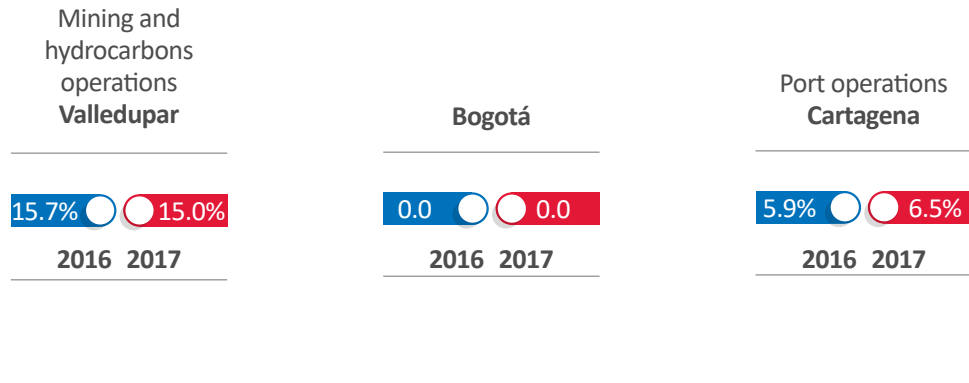 Mining and
hydrocarbons
operations
Valledupar
15.7% 15.0%
2016 2017
Bogotá
0.0 0.0
2016 2017
Port operations
Cartagena
5.9% 6.5%
2016 2017